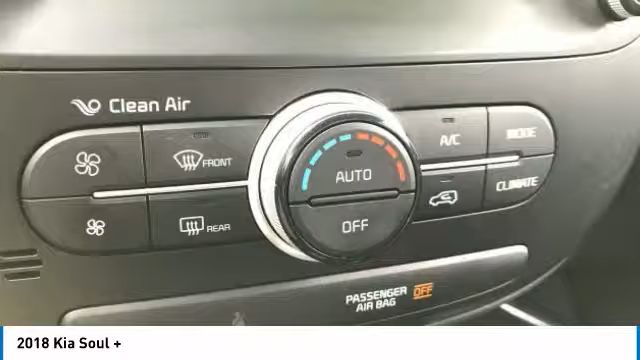 Clean Air
FRONT
AUTO
A/C
MODE
REAR
OFF
CLIMATE
PASSENGER
AIR BAG
OFF
2018 Kia Soul +